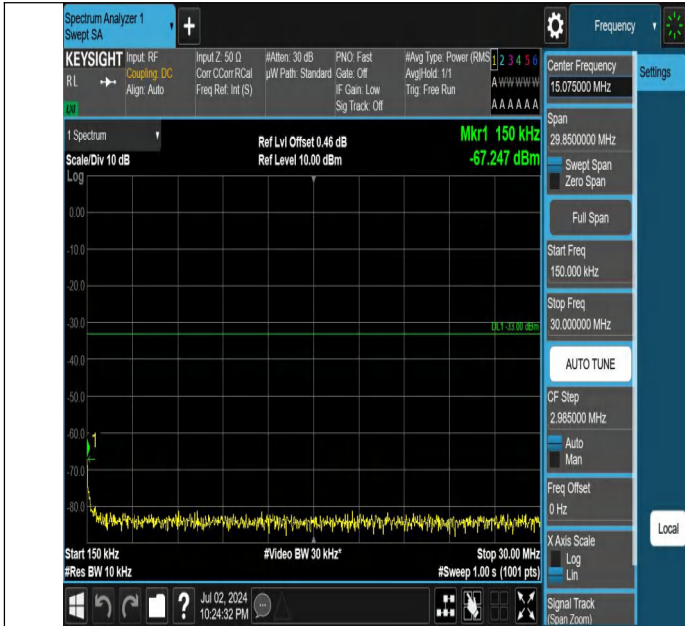 Spectrum Analyzer 1
Swept SA
+
Frequency
KEYSIGHT
RL
Input: RF
Coupling: DC
Align: Auto
Input Z: 50 Ω
Corr CCorr RCal
Freq Ref: Int (S)
#Atten: 30 dB
µW Path: Standard
PNO: Fast
Gate: Off
IF Gain: Low
Sig Track: Off
#Avg Type: Power (RMS
Avg|Hold: 1/1
Trig: Free Run
1 2 3 4 5 6
A W W W W W
A A A A A A
1 Spectrum
Scale/Div 10 dB
Ref Lvl Offset 0.46 dB
Ref Level 10.00 dBm
Mkr1 150 kHz
-67.247 dBm
Log
0.00
-10.0
-20.0
-30.0
DL1 -33.00 dBm
-40.0
-50.0
-60.0
1
-70.0
-80.0
Start 150 kHz
#Video BW 30 kHz*
Stop 30.00 MHz
#Res BW 10 kHz
#Sweep 1.00 s (1001 pts)
Center Frequency
15.075000 MHz
Settings
Span
29.8500000 MHz
Swept Span
Zero Span
Full Span
Start Freq
150.000 kHz
Stop Freq
30.000000 MHz
AUTO TUNE
CF Step
2.985000 MHz
Auto
Man
Freq Offset
0 Hz
X Axis Scale
Log
Lin
Local
Signal Track
(Span Zoom)
?
Jul 02, 2024
10:24:32 PM